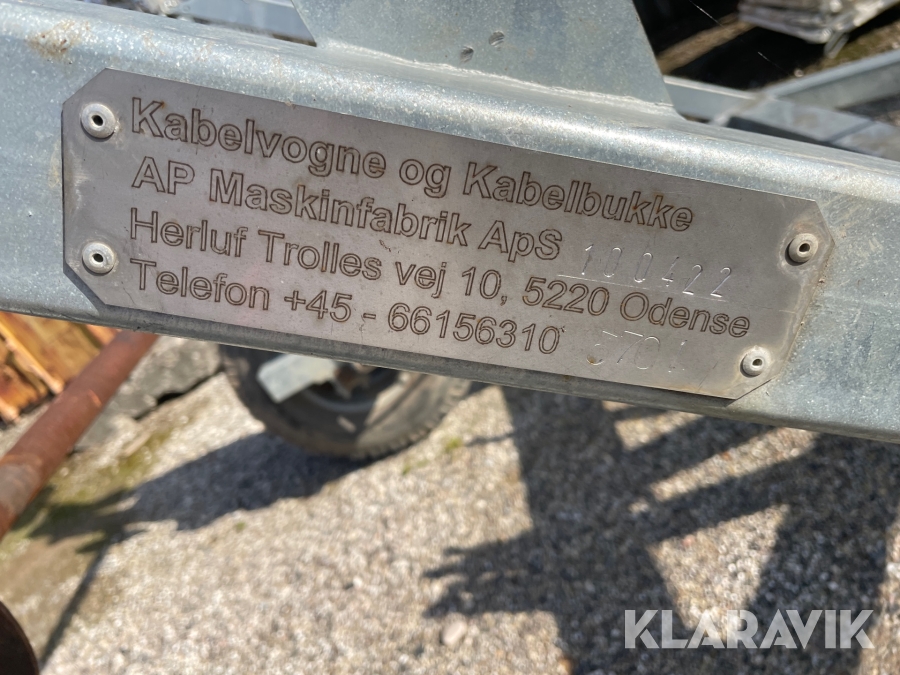 Kabelvogne og Kabelbukke
AP Maskinfabrik ApS 100422
Herluf Trolles vej 10, 5220 Odense
Telefon +45 - 66156310
KLARAVIK